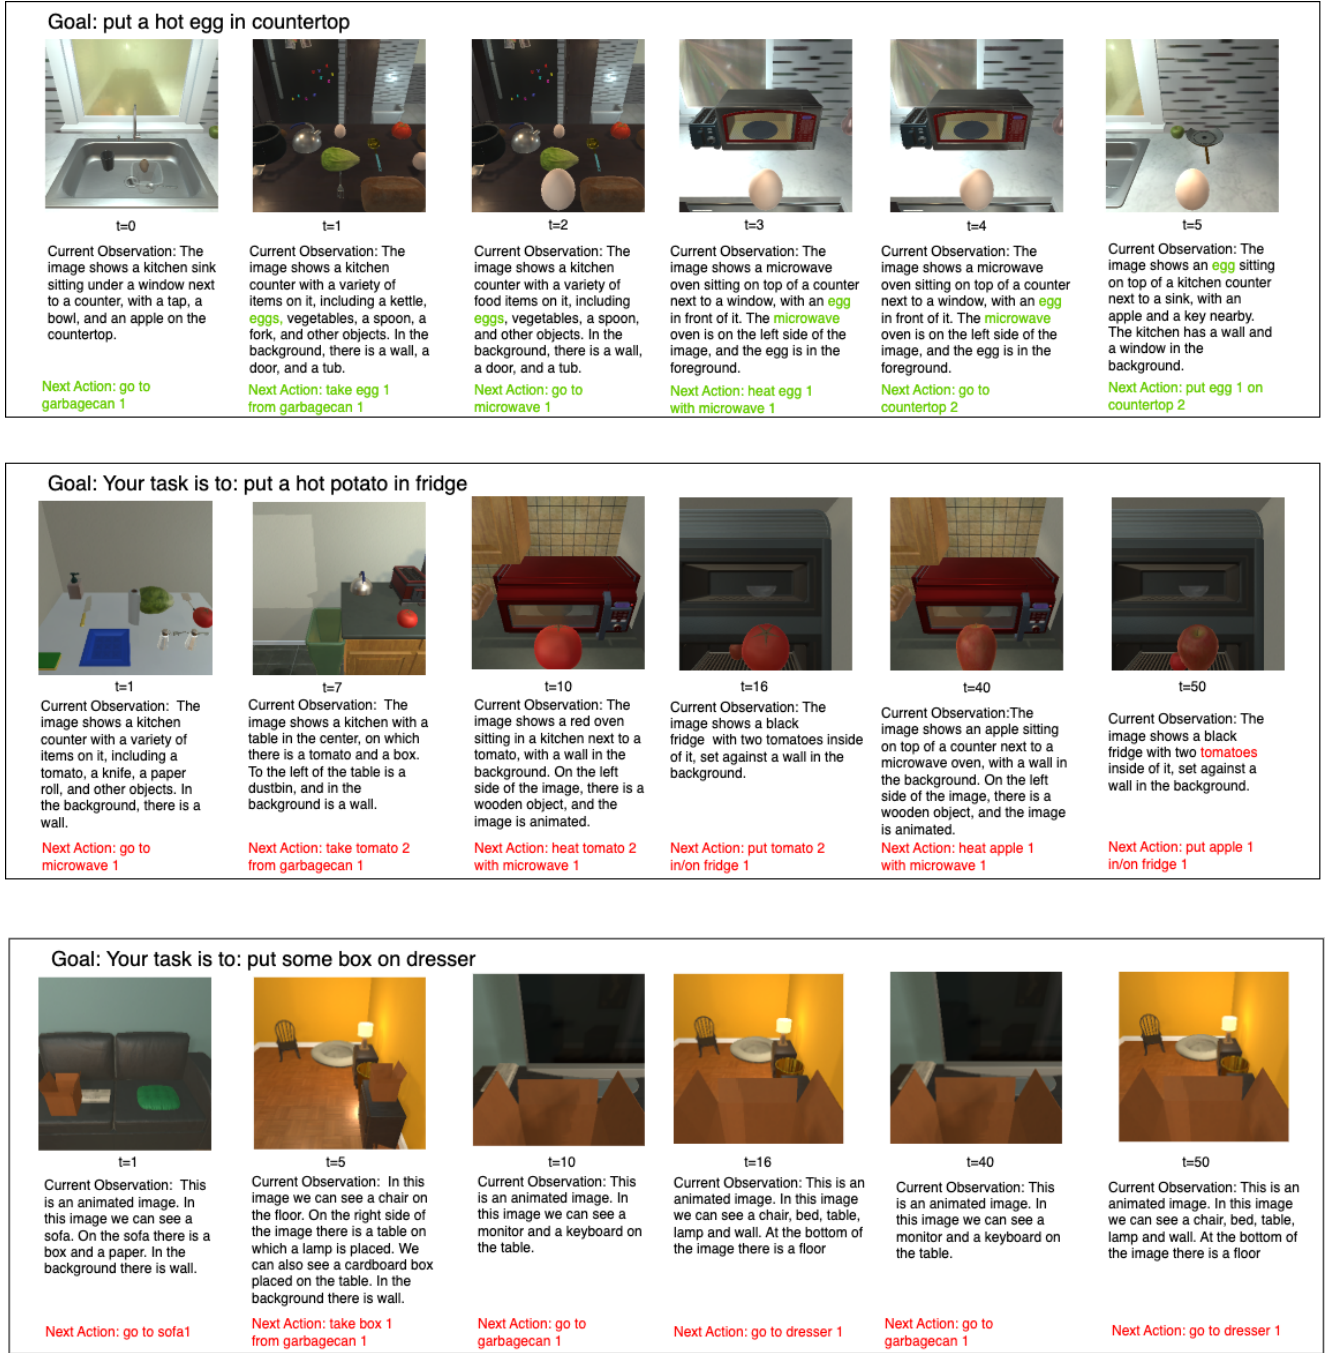 Goal: put a hot egg in countertop
t=0
Current Observation: The
image shows a kitchen sink
sitting under a window next
to a counter, with a tap, a
bowl, and an apple on the
countertop.
Next Action: go to
garbagecan 1
t=1
Current Observation: The
image shows a kitchen
counter with a variety of
items on it, including a kettle,
eggs, vegetables, a spoon, a
fork, and other objects. In the
background, there is a wall, a
door, and a tub.
Next Action: take egg 1
from garbagecan 1
t=2
Current Observation: The
image shows a kitchen
counter with a variety of
food items on it, including
eggs, vegetables, a spoon,
and other objects. In the
background, there is a wall,
a door, and a tub.
Next Action: go to
microwave 1
t=3
Current Observation: The
image shows a microwave
oven sitting on top of a counter
next to a window, with an egg
in front of it. The microwave
oven is on the left side of the
image, and the egg is in the
foreground.
Next Action: heat egg 1
with microwave 1
t=4
Current Observation: The
image shows a microwave
oven sitting on top of a counter
next to a window, with an egg
in front of it. The microwave
oven is on the left side of the
image, and the egg is in the
foreground.
Next Action: go to
countertop 2
t=5
Current Observation: The
image shows an egg sitting
on top of a kitchen counter
next to a sink, with an
apple and a key nearby.
The kitchen has a wall and
a window in the
background.
Next Action: put egg 1 on
countertop 2
Goal: Your task is to: put a hot potato in fridge
t=1
Current Observation: The
image shows a kitchen
counter with a variety of
items on it, including a
tomato, a knife, a paper
roll, and other objects. In
the background, there is a
wall.
Next Action: go to
microwave 1
t=7
Current Observation: The
image shows a kitchen with a
table in the center, on which
there is a tomato and a box.
To the left of the table is a
dustbin, and in the
background is a wall.
Next Action: take tomato 2
from garbagecan 1
t=10
Current Observation: The
image shows a red oven
sitting in a kitchen next to a
tomato, with a wall in the
background. On the left
side of the image, there is a
wooden object, and the
image is animated.
Next Action: heat tomato 2
with microwave 1
t=16
Current Observation: The
image shows a black
fridge with two tomatoes inside
of it, set against a wall in the
background.
Next Action: put tomato 2
in/on fridge 1
t=40
Current Observation:The
image shows an apple sitting
on top of a counter next to a
microwave oven, with a wall in
the background. On the left
side of the image, there is a
wooden object, and the image
is animated.
Next Action: heat apple 1
with microwave 1
t=50
Current Observation: The
image shows a black
fridge with two tomatoes
inside of it, set against a
wall in the background.
Next Action: put apple 1
in/on fridge 1
Goal: Your task is to: put some box on dresser
t=1
Current Observation: This
is an animated image. In
this image we can see a
sofa. On the sofa there is a
box and a paper. In the
background there is wall.
Next Action: go to sofa1
t=5
Current Observation: In this
image we can see a chair on
the floor. On the right side of
the image there is a table on
which a lamp is placed. We
can also see a cardboard box
placed on the table. In the
background there is wall.
Next Action: take box 1
from garbagecan 1
t=10
Current Observation: This
is an animated image. In
this image we can see a
monitor and a keyboard on
the table.
Next Action: go to
garbagecan 1
t=16
Current Observation: This is an
animated image. In this image
we can see a chair, bed, table,
lamp and wall. At the bottom of
the image there is a floor
Next Action: go to dresser 1
t=40
Current Observation: This
is an animated image. In
this image we can see a
monitor and a keyboard on
the table.
Next Action: go to
garbagecan 1
t=50
Current Observation: This is an
animated image. In this image
we can see a chair, bed, table,
lamp and wall. At the bottom of
the image there is a floor
Next Action: go to dresser 1